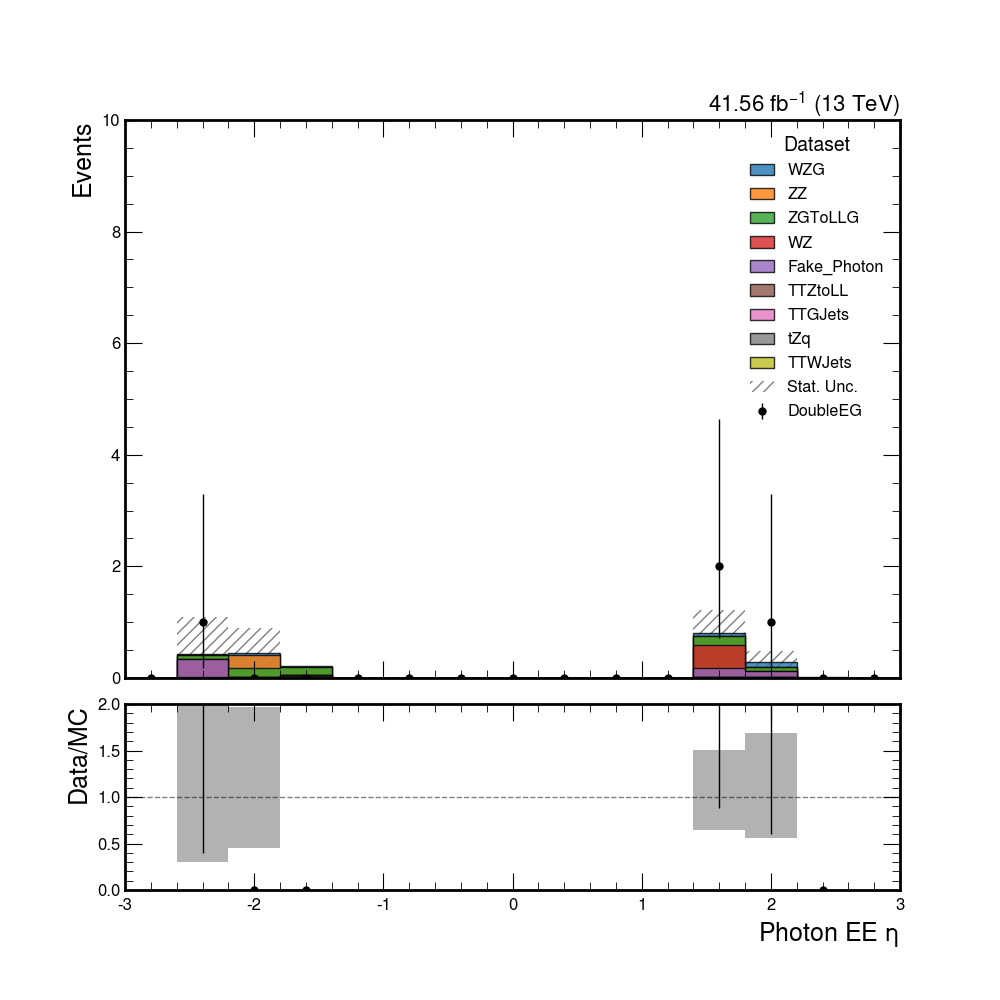 41.56 fb⁻¹ (13 TeV)
Events
10
8
6
4
2
0
Dataset
WZG
ZZ
ZGToLLG
WZ
Fake_Photon
TTZtoLL
TTGJets
tZq
TTWJets
Stat. Unc.
DoubleEG
Data/MC
2.0
1.5
1.0
0.5
0.0
-3 -2 -1 0 1 2 3
Photon EE η